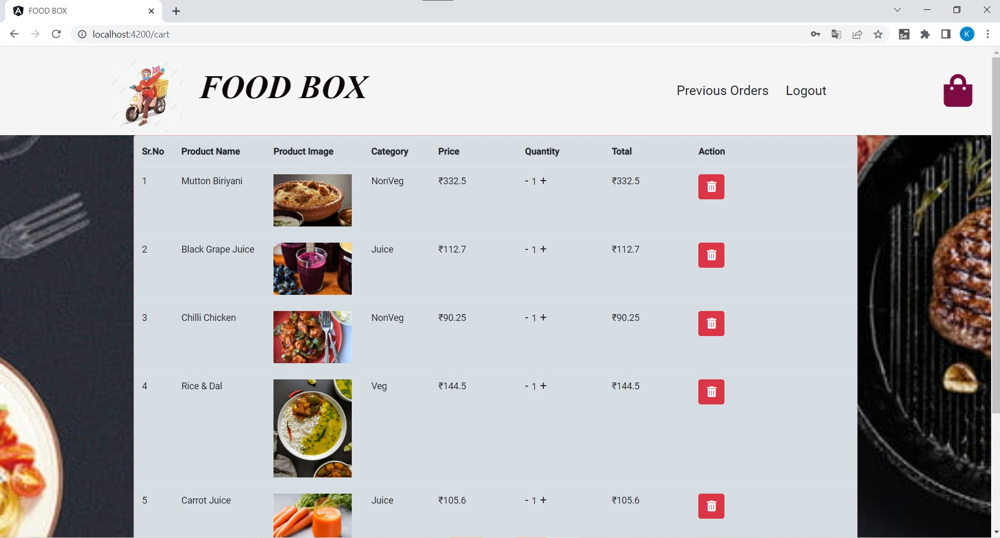 FOOD BOX
localhost:4200/cart
Se
K
FOOD BOX
Previous Orders Logout
Sr.No Product Name Product Image Category Price Quantity Total Action
1 Mutton Biriyani NonVeg ₹332.5 - 1 + ₹332.5
2 Black Grape Juice Juice ₹112.7 - 1 + ₹112.7
3 Chilli Chicken NonVeg ₹90.25 - 1 + ₹90.25
4 Rice & Dal Veg ₹144.5 - 1 + ₹144.5
5 Carrot Juice Juice ₹105.6 - 1 + ₹105.6